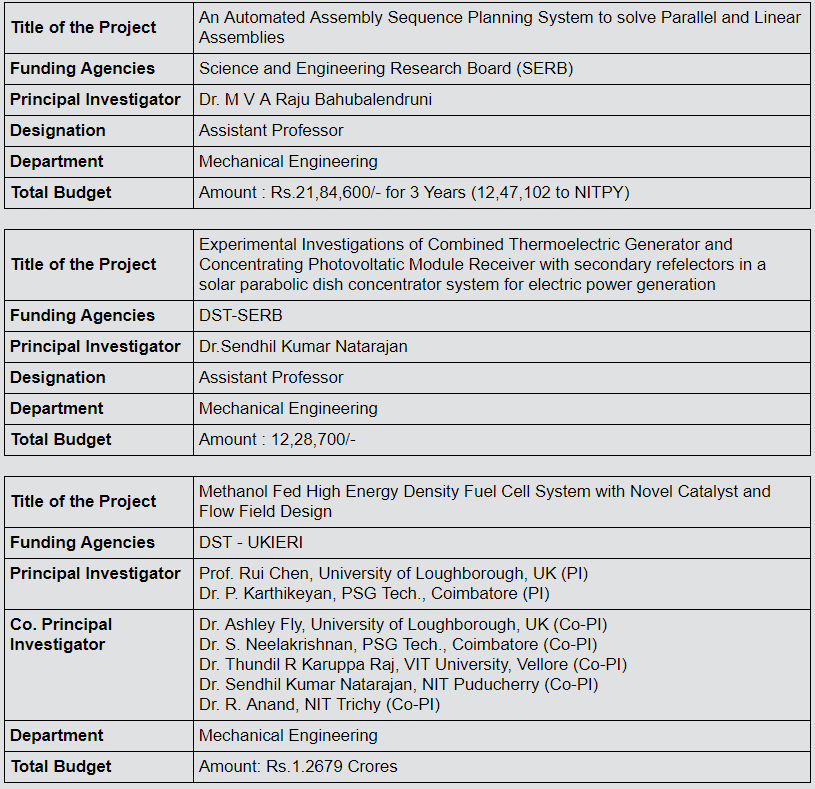 Title of the Project
An Automated Assembly Sequence Planning System to solve Parallel and Linear
Assemblies
Funding Agencies
Science and Engineering Research Board (SERB)
Principal Investigator
Dr. M V A Raju Bahubalendruni
Designation
Assistant Professor
Department
Mechanical Engineering
Total Budget
Amount : Rs.21,84,600/- for 3 Years (12,47,102 to NITPY)
Title of the Project
Experimental Investigations of Combined Thermoelectric Generator and
Concentrating Photovoltatic Module Receiver with secondary refelectors in a
solar parabolic dish concentrator system for electric power generation
Funding Agencies
DST-SERB
Principal Investigator
Dr.Sendhil Kumar Natarajan
Designation
Assistant Professor
Department
Mechanical Engineering
Total Budget
Amount : 12,28,700/-
Title of the Project
Methanol Fed High Energy Density Fuel Cell System with Novel Catalyst and
Flow Field Design
Funding Agencies
DST - UKIERI
Principal Investigator
Prof. Rui Chen, University of Loughborough, UK (PI)
Dr. P. Karthikeyan, PSG Tech., Coimbatore (PI)
Co. Principal
Investigator
Dr. Ashley Fly, University of Loughborough, UK (Co-PI)
Dr. S. Neelakrishnan, PSG Tech., Coimbatore (Co-PI)
Dr. Thundil R Karuppa Raj, VIT University, Vellore (Co-PI)
Dr. Sendhil Kumar Natarajan, NIT Puducherry (Co-PI)
Dr. R. Anand, NIT Trichy (Co-PI)
Department
Mechanical Engineering
Total Budget
Amount: Rs.1.2679 Crores